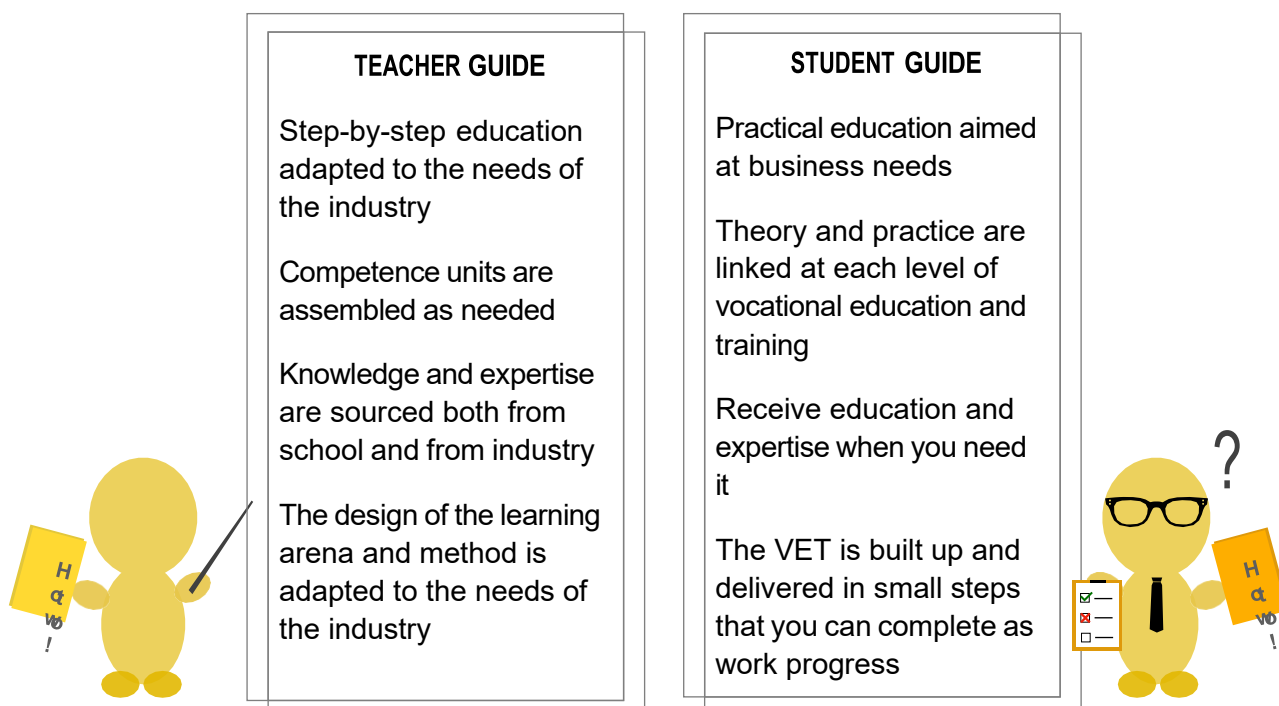 TEACHER GUIDE
Step-by-step education
adapted to the needs of
the industry
Competence units are
assembled as needed
Knowledge and expertise
are sourced both from
school and from industry
The design of the learning
arena and method is
adapted to the needs of
the industry
STUDENT GUIDE
Practical education aimed
at business needs
Theory and practice are
linked at each level of
vocational education and
training
Receive education and
expertise when you need
it
The VET is built up and
delivered in small steps
that you can complete as
work progress
?